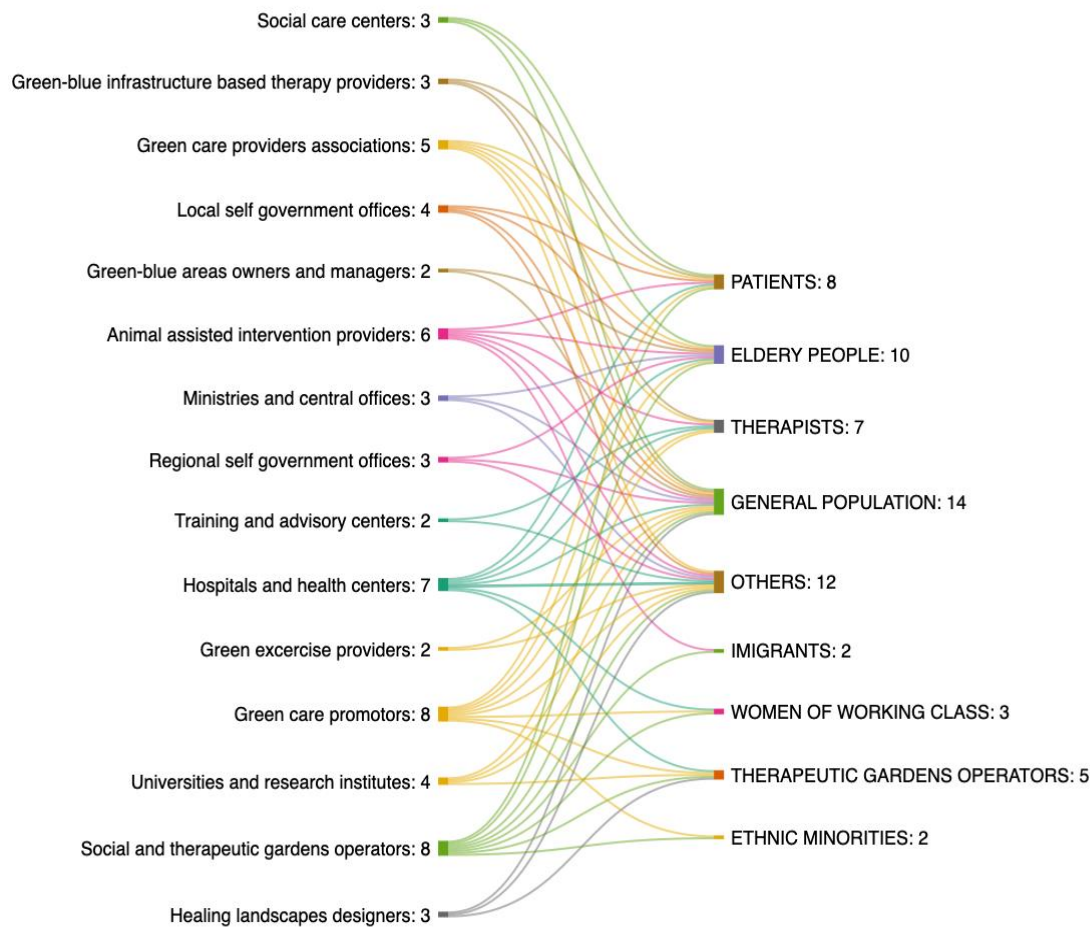 Social care centers: 3
Green-blue infrastructure based therapy providers: 3
Green care providers associations: 5
Local self government offices: 4
Green-blue areas owners and managers: 2
Animal assisted intervention providers: 6
Ministries and central offices: 3
Regional self government offices: 3
Training and advisory centers: 2
Hospitals and health centers: 7
Green excercise providers: 2
Green care promotors: 8
Universities and research institutes: 4
Social and therapeutic gardens operators: 8
Healing landscapes designers: 3
PATIENTS: 8
ELDERY PEOPLE: 10
THERAPISTS: 7
GENERAL POPULATION: 14
OTHERS: 12
IMIGRANTS: 2
WOMEN OF WORKING CLASS: 3
THERAPEUTIC GARDENS OPERATORS: 5
ETHNIC MINORITIES: 2